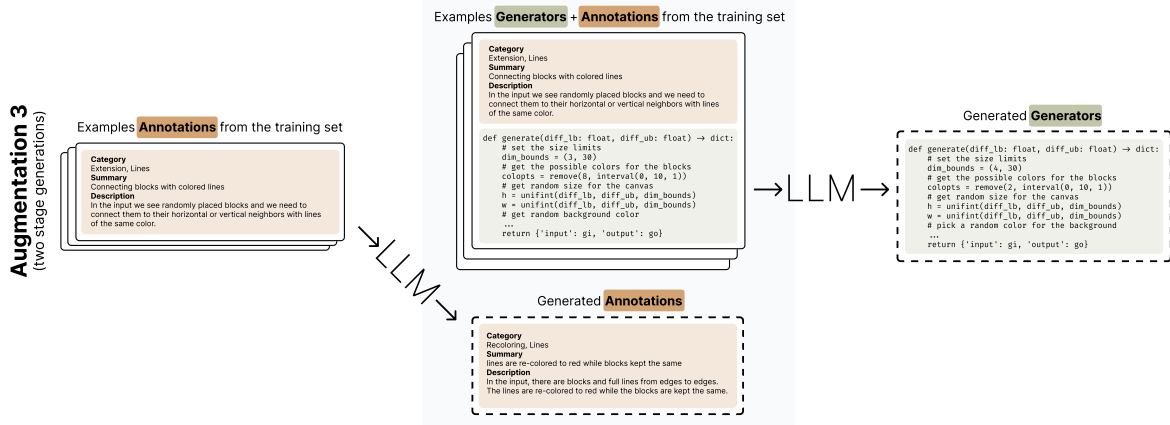 Augmentation 3
(two stage generations)
Examples Annotations from the training set
Category
Extension, Lines
Summary
Connecting blocks with colored lines
Description
In the input we see randomly placed blocks and we need to
connect them to their horizontal or vertical neighbors with lines
of the same color.
LLM
Examples Generators + Annotations from the training set
Category
Extension, Lines
Summary
Connecting blocks with colored lines
Description
In the input we see randomly placed blocks and we need to
connect them to their horizontal or vertical neighbors with lines
of the same color.
def generate(diff_lb: float, diff_ub: float) → dict:
# set the size limits
dim_bounds = (3, 30)
# get the possible colors for the blocks
colopts = remove(8, interval(0, 10, 1))
# get random size for the canvas
h = unifint(diff_lb, diff_ub, dim_bounds)
w = unifint(diff_lb, diff_ub, dim_bounds)
# get random background color
...
return {'input': gi, 'output': go}
Generated Annotations
Category
Recoloring, Lines
Summary
lines are re-colored to red while blocks kept the same
Description
In the input, there are blocks and full lines from edges to edges.
The lines are re-colored to red while the blocks are kept the same.
LLM
Generated Generators
def generate(diff_lb: float, diff_ub: float) → dict:
# set the size limits
dim_bounds = (4, 30)
# get the possible colors for the blocks
colopts = remove(2, interval(0, 10, 1))
# get random size for the canvas
h = unifint(diff_lb, diff_ub, dim_bounds)
w = unifint(diff_lb, diff_ub, dim_bounds)
# pick a random color for the background
...
return {'input': gi, 'output': go}